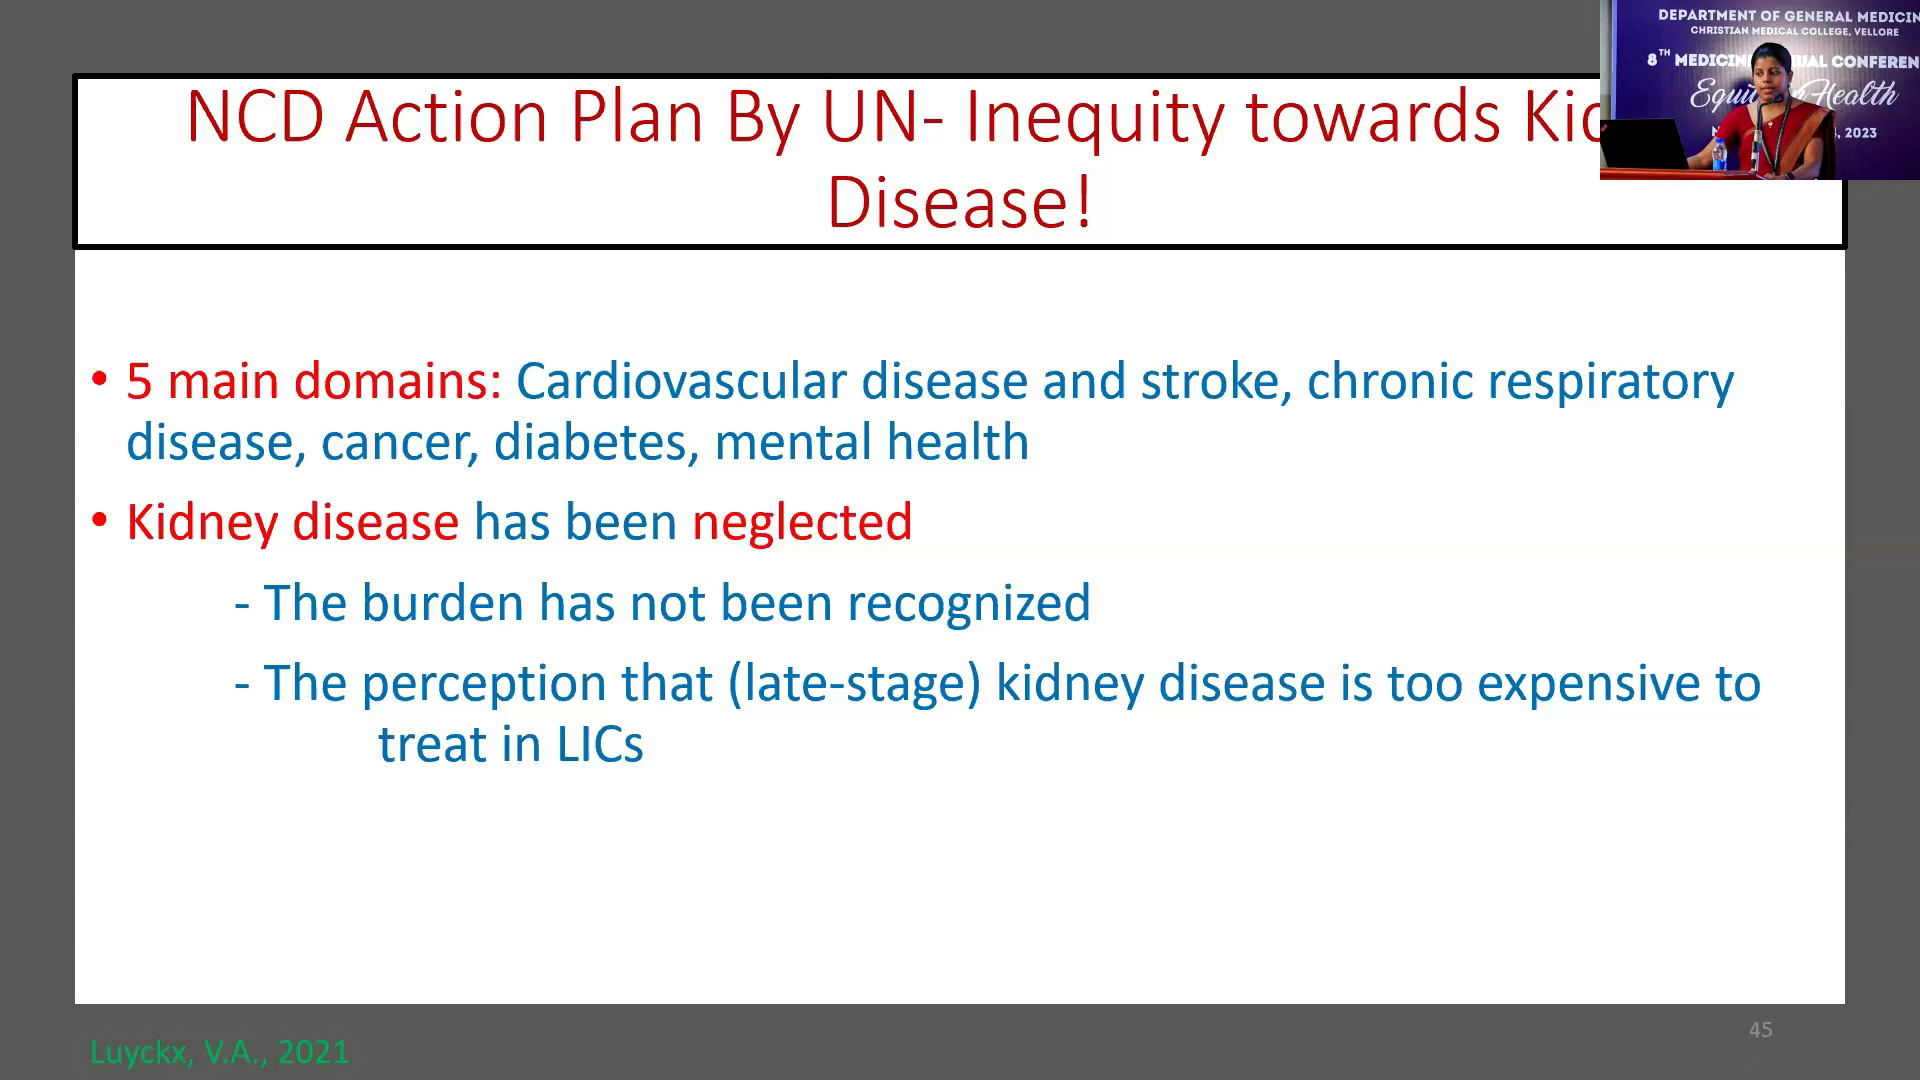 DEPARTMENT OF GENERAL MEDICIN
CHRISTIAN MEDICAL COLLEGE, VELLORE
8TH MEDICIN UAL CONFEREN
Health
, 2023
NCD Action Plan By UN- Inequity towards
Disease!
• 5 main domains: Cardiovascular disease and stroke, chronic respiratory
disease, cancer, diabetes, mental health
• Kidney disease has been neglected
- The burden has not been recognized
- The perception that (late-stage) kidney disease is too expensive to
treat in LICs
Luyckx, V.A., 2021
45